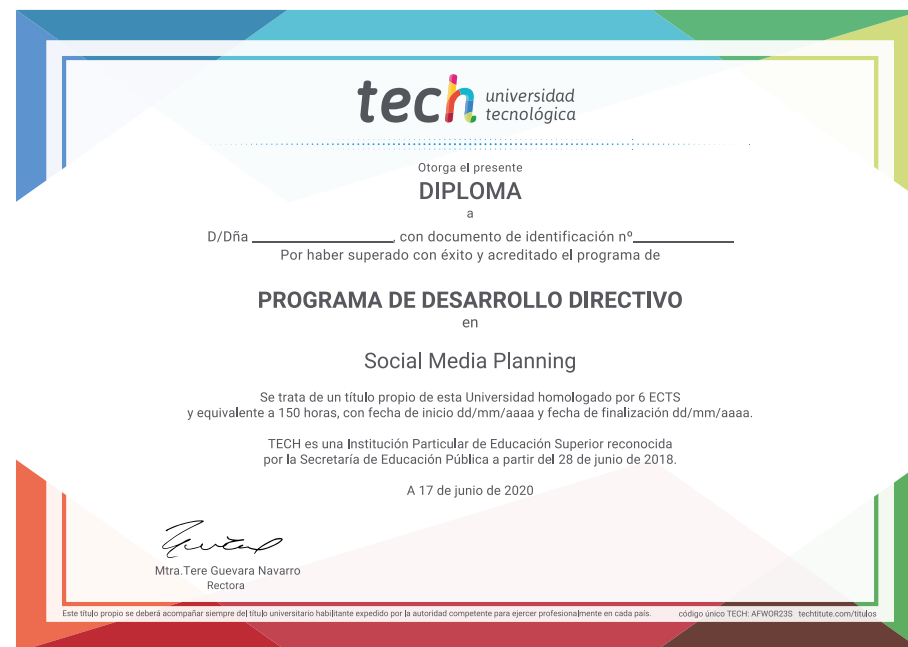 tech universidad
tecnológica
Otorga el presente
DIPLOMA
a
D/Dña ____________, con documento de identificación nº____________
Por haber superado con éxito y acreditado el programa de
PROGRAMA DE DESARROLLO DIRECTIVO
en
Social Media Planning
Se trata de un título propio de esta Universidad homologado por 6 ECTS
y equivalente a 150 horas, con fecha de inicio dd/mm/aaaa y fecha de finalización dd/mm/aaaa.
TECH es una Institución Particular de Educación Superior reconocida
por la Secretaría de Educación Pública a partir del 28 de junio de 2018.
A 17 de junio de 2020
Mtra.Tere Guevara Navarro
Rectora
Este título propio se deberá acompañar siempre del título universitario habilitante expedido por la autoridad competente para ejercer profesionalmente en cada país. código único TECH: AFWOR23S techtitute.com/titulos